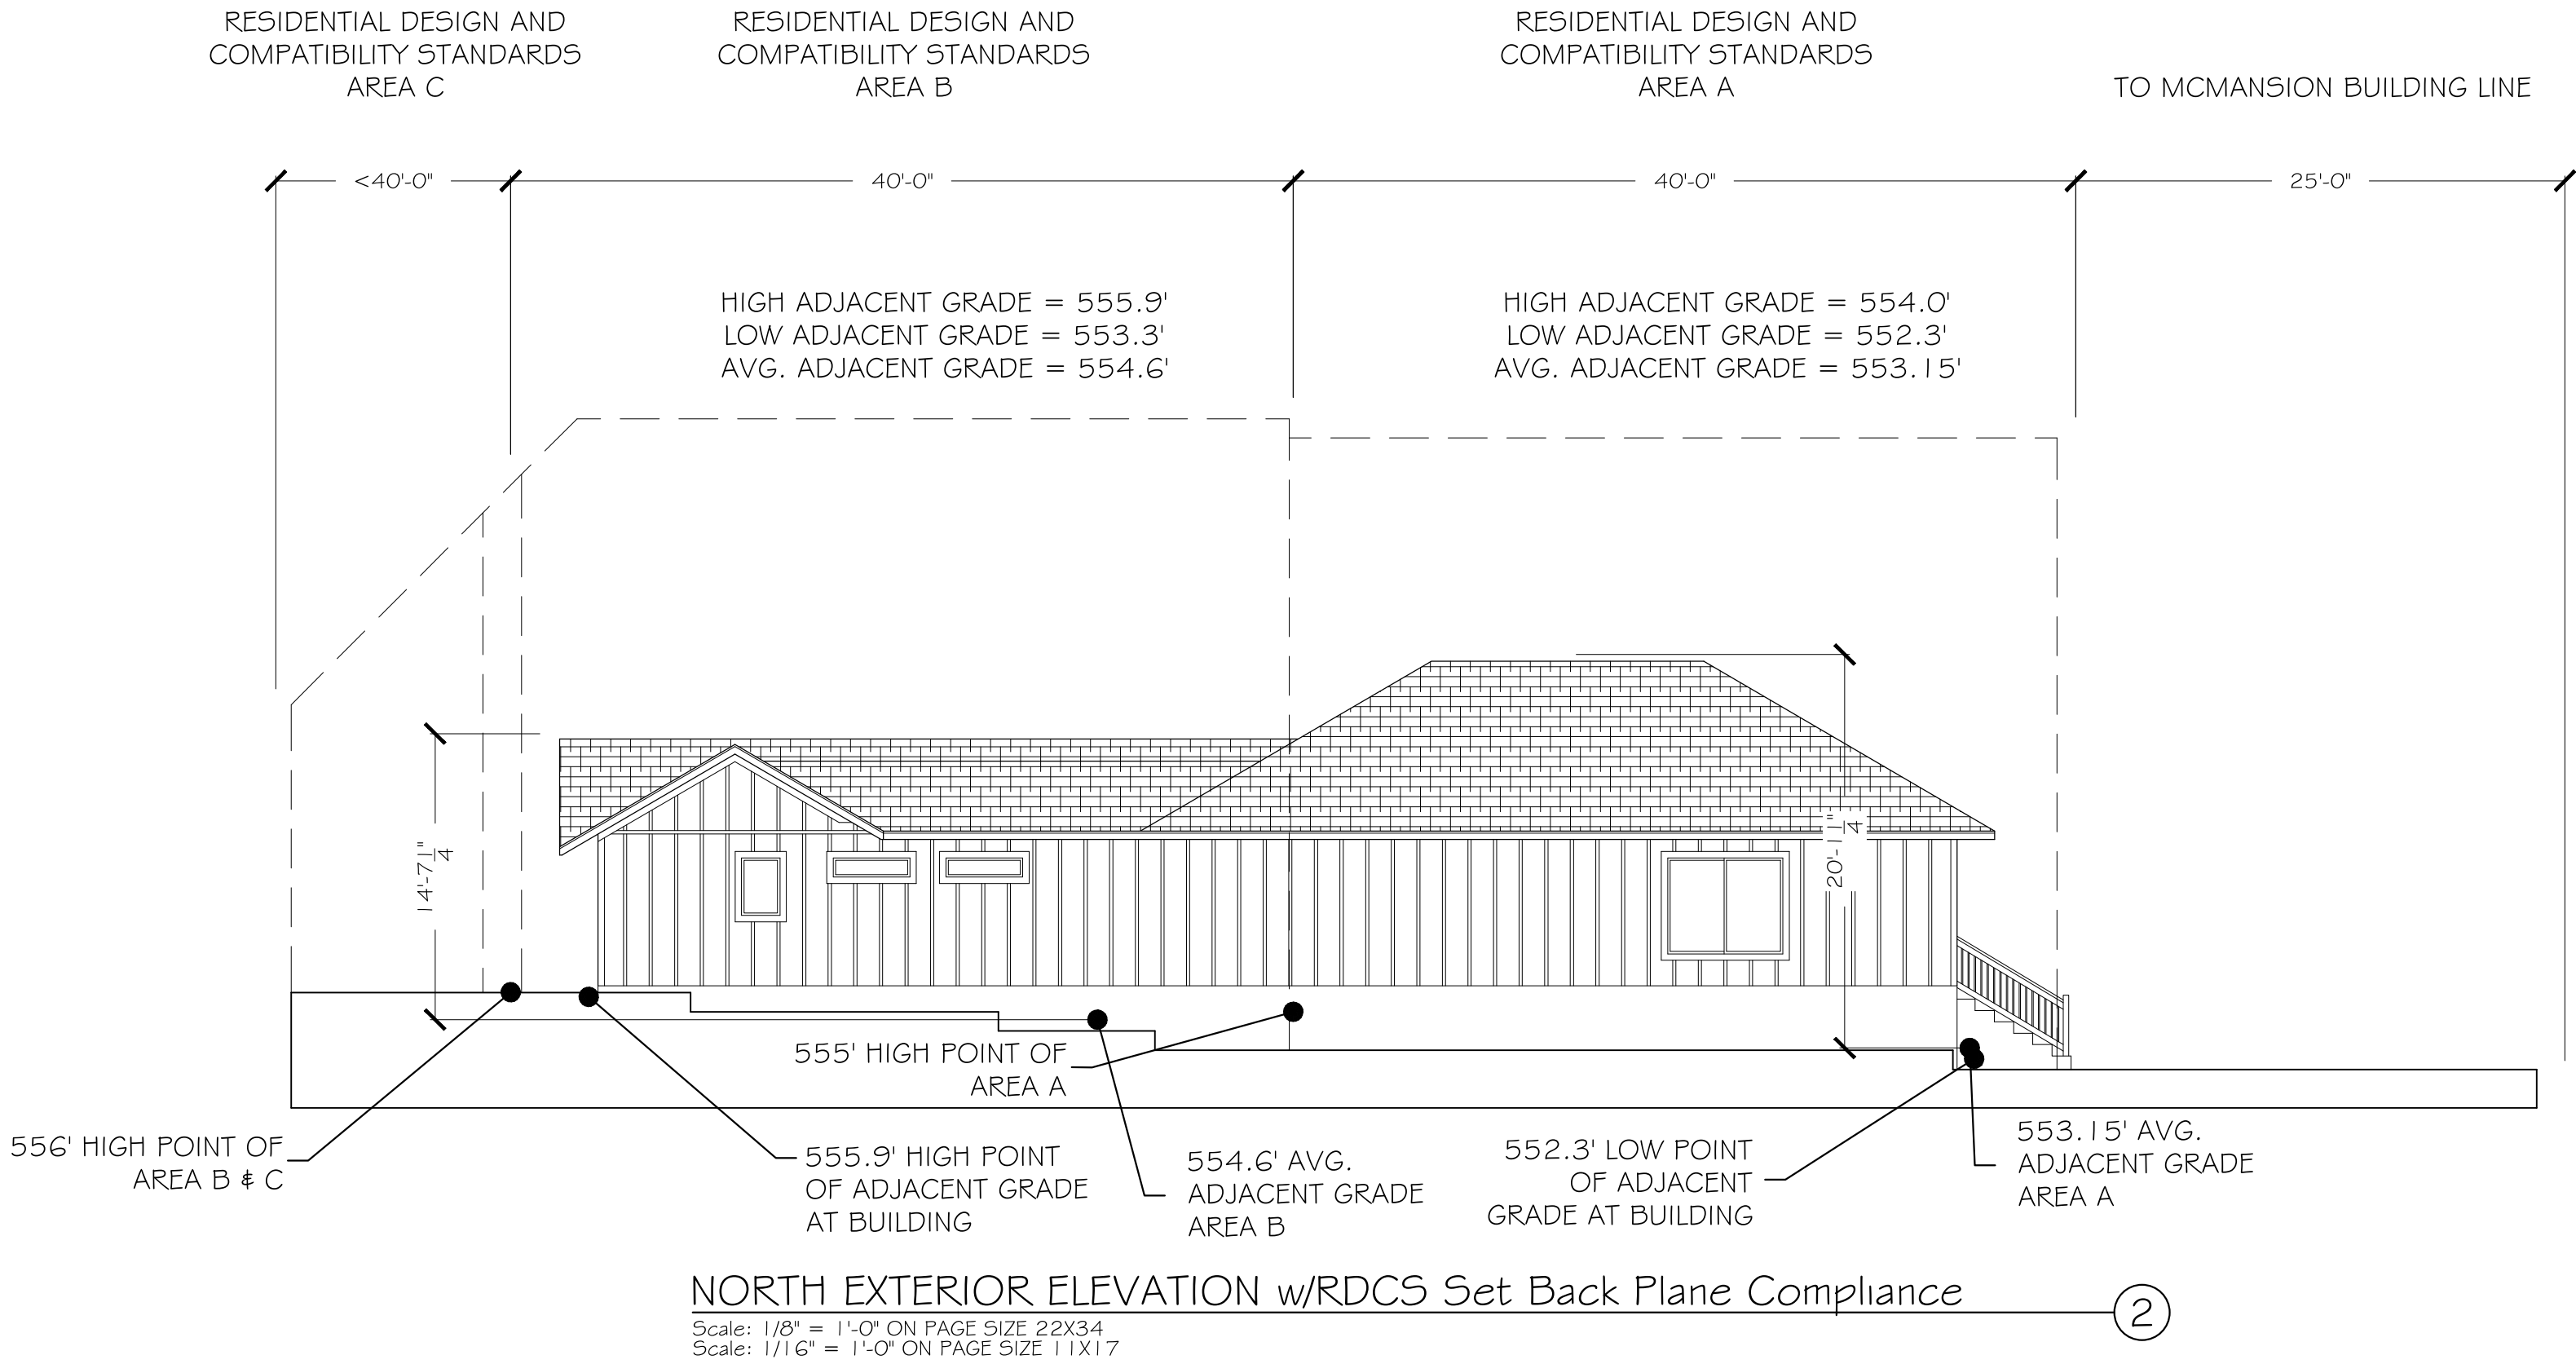 RESIDENTIAL DESIGN AND
COMPATIBILITY STANDARDS
AREA C
RESIDENTIAL DESIGN AND
COMPATIBILITY STANDARDS
AREA B
RESIDENTIAL DESIGN AND
COMPATIBILITY STANDARDS
AREA A
TO MCMANSION BUILDING LINE
<40'-0"
40'-0"
40'-0"
25'-0"
HIGH ADJACENT GRADE = 555.9'
LOW ADJACENT GRADE = 553.3'
AVG. ADJACENT GRADE = 554.6'
HIGH ADJACENT GRADE = 554.0'
LOW ADJACENT GRADE = 552.3'
AVG. ADJACENT GRADE = 553.15'
14'-7 1/4"
20'-1 1/4"
555' HIGH POINT OF
AREA A
556' HIGH POINT OF
AREA B & C
555.9' HIGH POINT
OF ADJACENT GRADE
AT BUILDING
554.6' AVG.
ADJACENT GRADE
AREA B
552.3' LOW POINT
OF ADJACENT
GRADE AT BUILDING
553.15' AVG.
ADJACENT GRADE
AREA A
NORTH EXTERIOR ELEVATION w/RDCS Set Back Plane Compliance
2
Scale: 1/8" = 1'-0" ON PAGE SIZE 22X34
Scale: 1/16" = 1'-0" ON PAGE SIZE 11X17